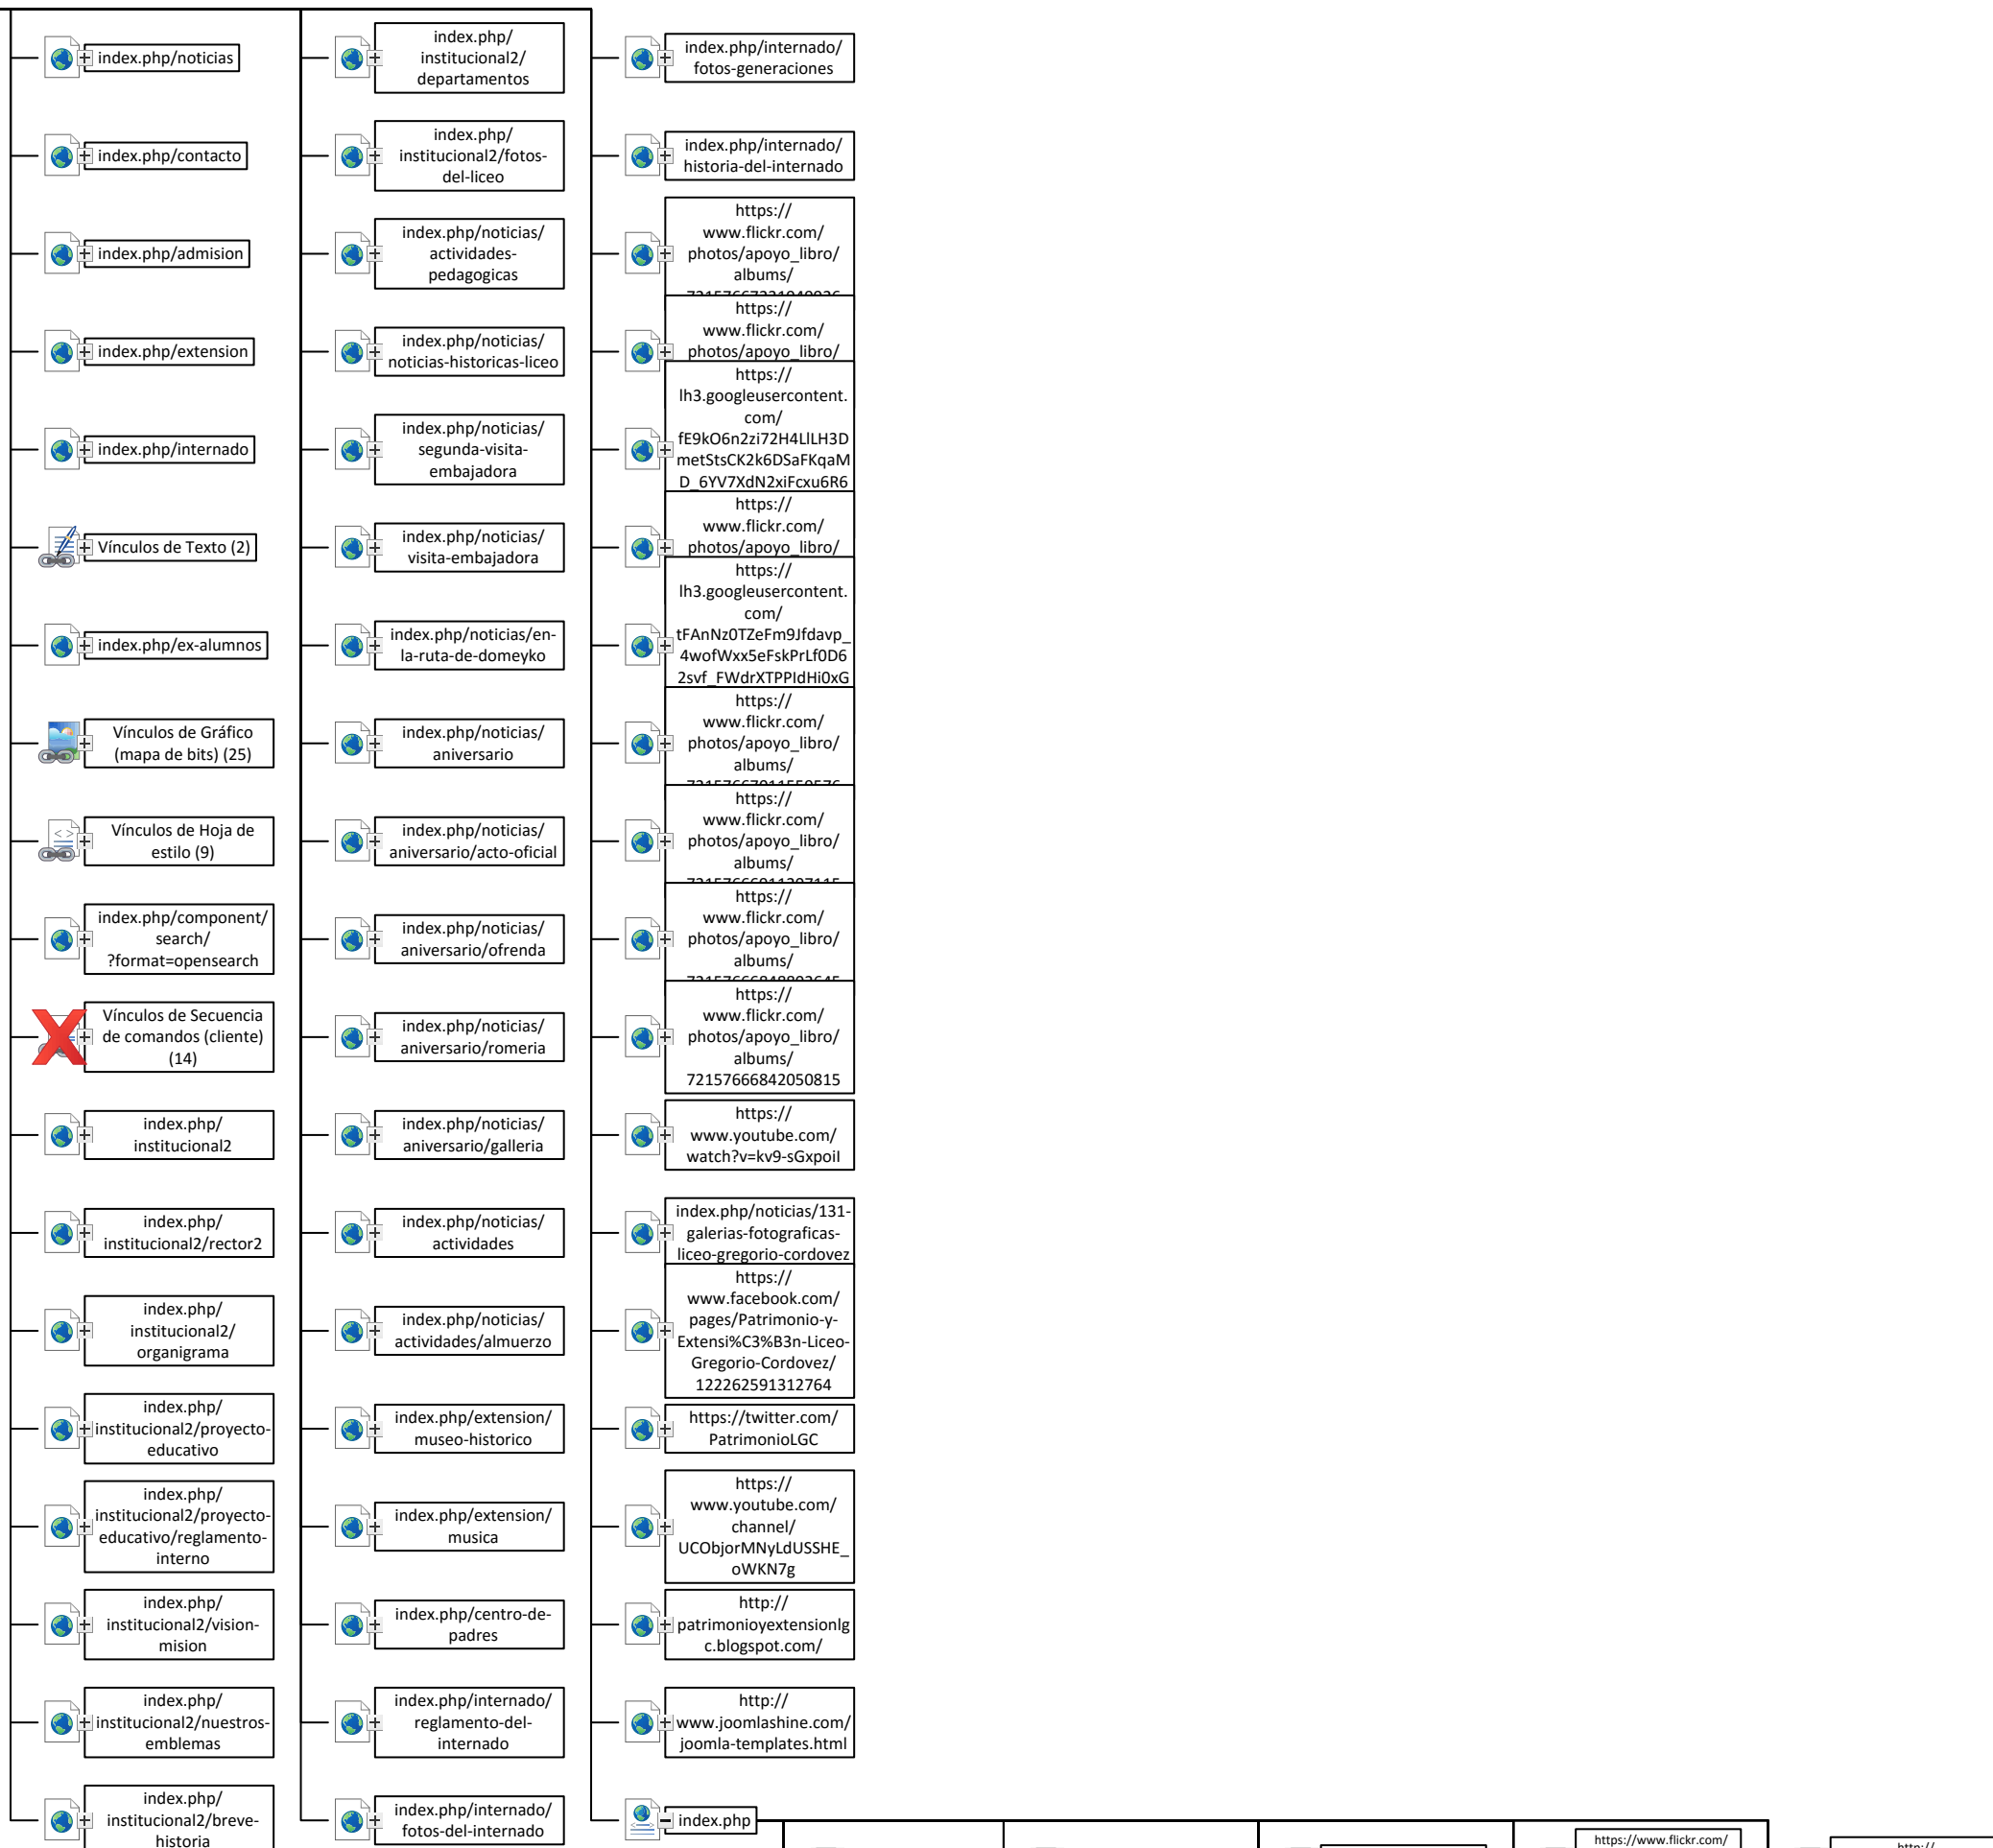 index.php/noticias
index.php/contacto
index.php/admision
index.php/extension
index.php/internado
Vínculos de Texto (2)
index.php/ex-alumnos
Vínculos de Gráfico
(mapa de bits) (25)
Vínculos de Hoja de
estilo (9)
index.php/component/
search/
?format=opensearch
Vínculos de Secuencia
de comandos (cliente)
(14)
index.php/
institucional2
index.php/
institucional2/rector2
index.php/
institucional2/
organigrama
index.php/
institucional2/proyecto-
educativo
index.php/
institucional2/proyecto-
educativo/reglamento-
interno
index.php/
institucional2/vision-
mision
index.php/
institucional2/nuestros-
emblemas
index.php/
institucional2/breve-
historia
index.php/
institucional2/
departamentos
index.php/
institucional2/fotos-
del-liceo
index.php/noticias/
actividades-
pedagogicas
index.php/noticias/
noticias-historicas-liceo
index.php/noticias/
segunda-visita-
embajadora
index.php/noticias/
visita-embajadora
index.php/noticias/en-
la-ruta-de-domeyko
index.php/noticias/
aniversario
index.php/noticias/
aniversario/acto-oficial
index.php/noticias/
aniversario/ofrenda
index.php/noticias/
aniversario/romeria
index.php/noticias/
aniversario/galleria
index.php/noticias/
actividades
index.php/noticias/
actividades/almuerzo
index.php/extension/
museo-historico
index.php/extension/
musica
index.php/centro-de-
padres
index.php/internado/
reglamento-del-
internado
index.php/internado/
fotos-del-internado
index.php/internado/
fotos-generaciones
index.php/internado/
historia-del-internado
https://
www.flickr.com/
photos/apoyo_libro/
albums/
https://
www.flickr.com/
photos/apoyo_libro/
https://
lh3.googleusercontent.
com/
fE9kO6n2zi72H4LlLH3D
metStsCK2k6DSaFKqaM
D_6YV7XdN2xiFcxu6R6
https://
www.flickr.com/
photos/apoyo_libro/
https://
lh3.googleusercontent.
com/
tFAnNz0TZeFm9Jfdavp_
4wofWxx5eFskPrLf0D6
2svf_FWdrXTPPIdHi0xG
https://
www.flickr.com/
photos/apoyo_libro/
albums/
https://
www.flickr.com/
photos/apoyo_libro/
albums/
https://
www.flickr.com/
photos/apoyo_libro/
albums/
https://
www.flickr.com/
photos/apoyo_libro/
albums/
72157666842050815
https://
www.youtube.com/
watch?v=kv9-sGxpoiI
index.php/noticias/131-
galerias-fotograficas-
liceo-gregorio-cordovez
https://
www.facebook.com/
pages/Patrimonio-y-
Extensi%C3%B3n-Liceo-
Gregorio-Cordovez/
122262591312764
https://twitter.com/
PatrimonioLGC
https://
www.youtube.com/
channel/
UCObjorMNyLdUSSHE_
oWKN7g
http://
patrimonioyextensionlg
c.blogspot.com/
http://
www.joomlashine.com/
joomla-templates.html
index.php
https://www.flickr.com/